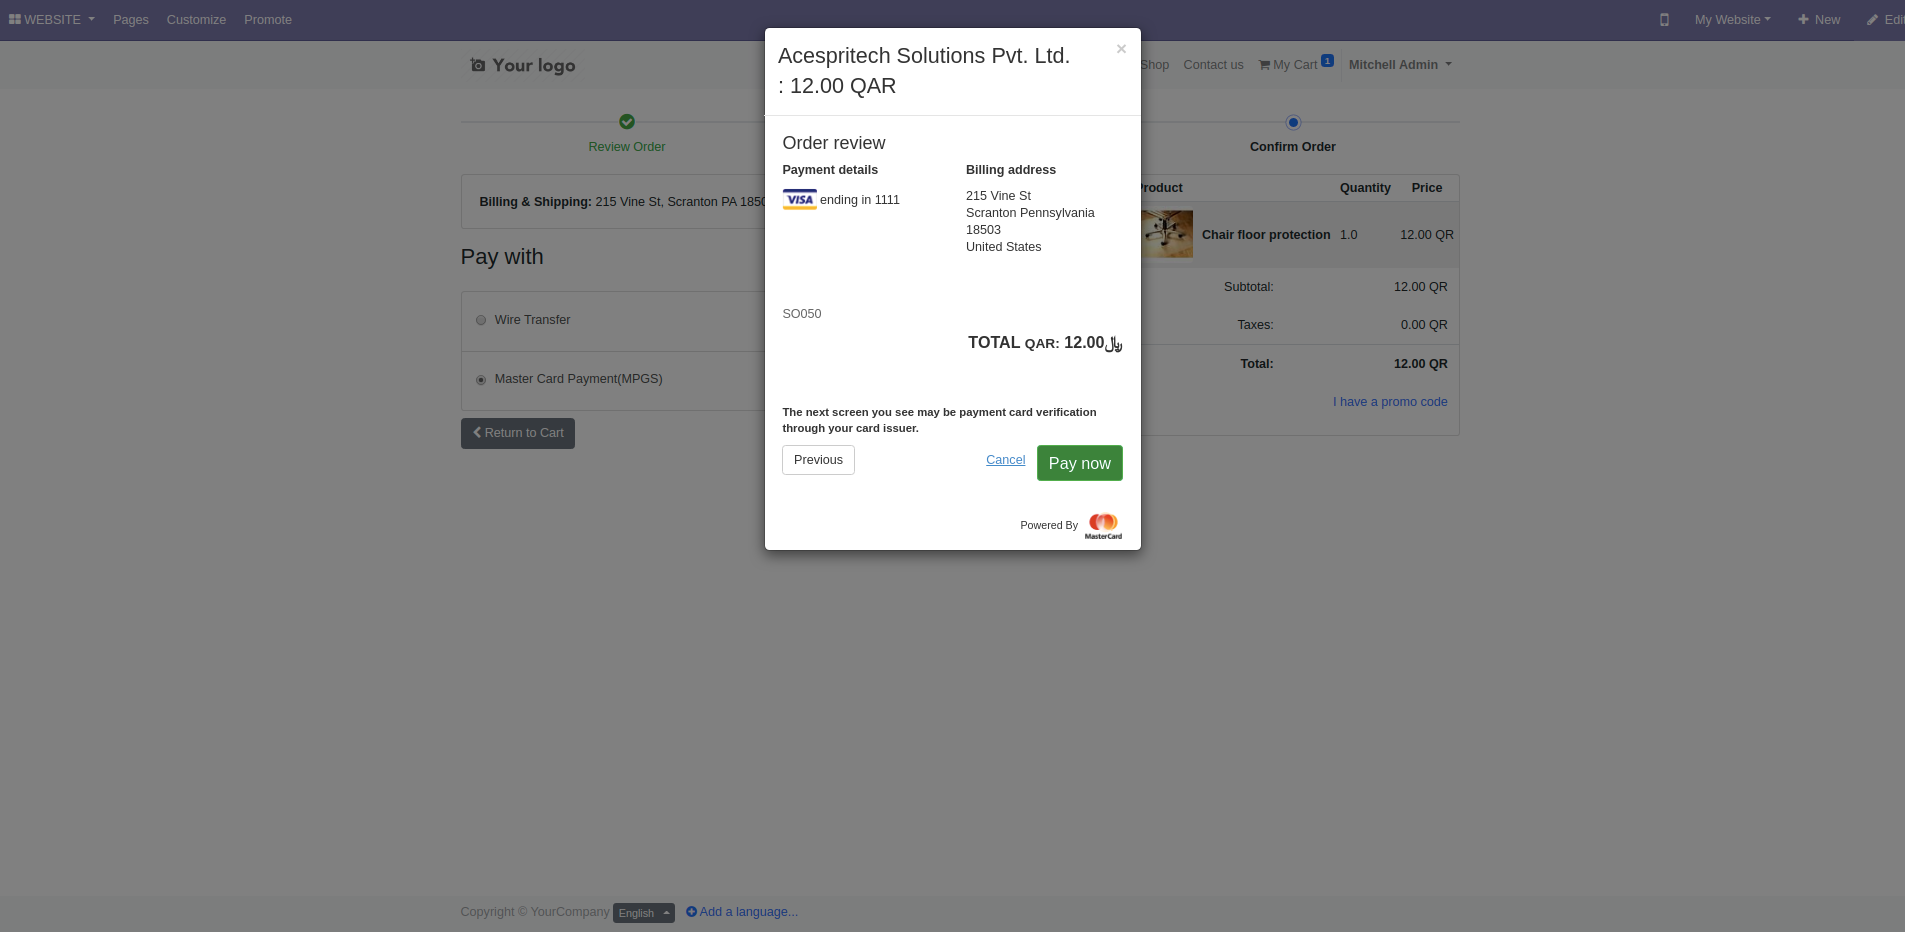 WEBSITE Pages Customize Promote My Website New
Your logo Shop Contact us My Cart 1 Mitchell Admin
Acespritech Solutions Pvt. Ltd.
: 12.00 QAR
×
Review Order
Confirm Order
Billing & Shipping: 215 Vine St, Scranton PA
Pay with
Wire Transfer
Master Card Payment(MPGS)
Return to Cart
Order review
Payment details
VISA ending in 1111
Billing address
215 Vine St
Scranton Pennsylvania
18503
United States
SO050
TOTAL QAR: 12.00﷼
The next screen you see may be payment card verification
through your card issuer.
Previous Cancel Pay now
Powered By MasterCard
Quantity Price
Chair floor protection 1.0 12.00 QR
Subtotal: 12.00 QR
Taxes: 0.00 QR
Total: 12.00 QR
I have a promo code
Copyright © YourCompany English Add a language...